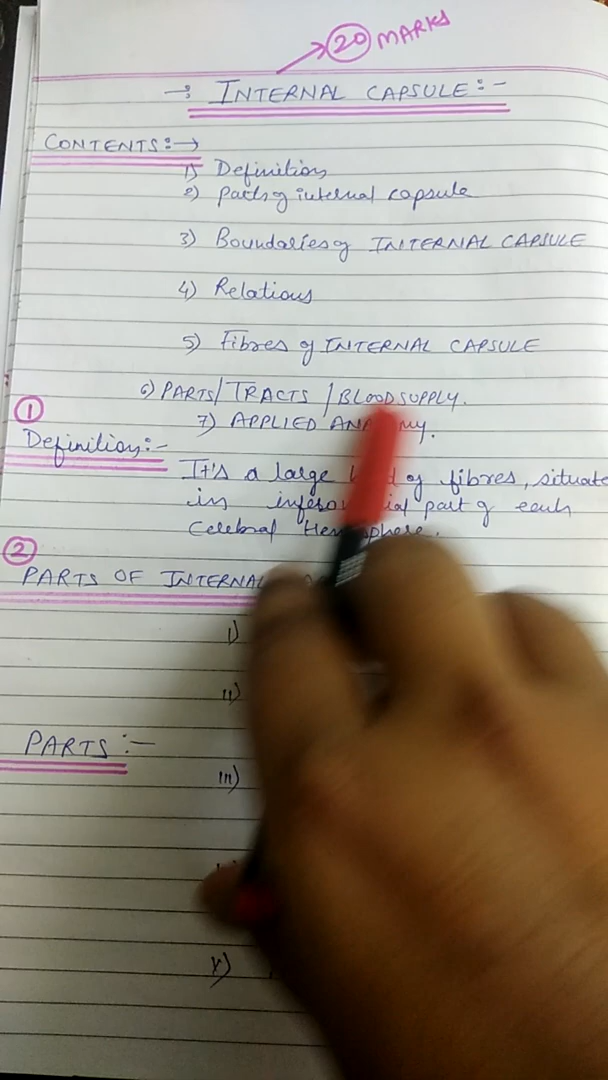 20 MARKS
INTERNAL CAPSULE:-
CONTENTS:→
1) Definition
2) Parts of internal capsule
3) Boundaries of INTERNAL CAPSULE
4) Relations
5) Fibres of INTERNAL CAPSULE
6) PARTS/TRACTS/BLOOD SUPPLY.
7) APPLIED
1
Definition:-
It's a large of fibres, situate
in part of each
Cerebral
2
PARTS OF INTERNAL
i)
ii)
PARTS:-
iii)
v)